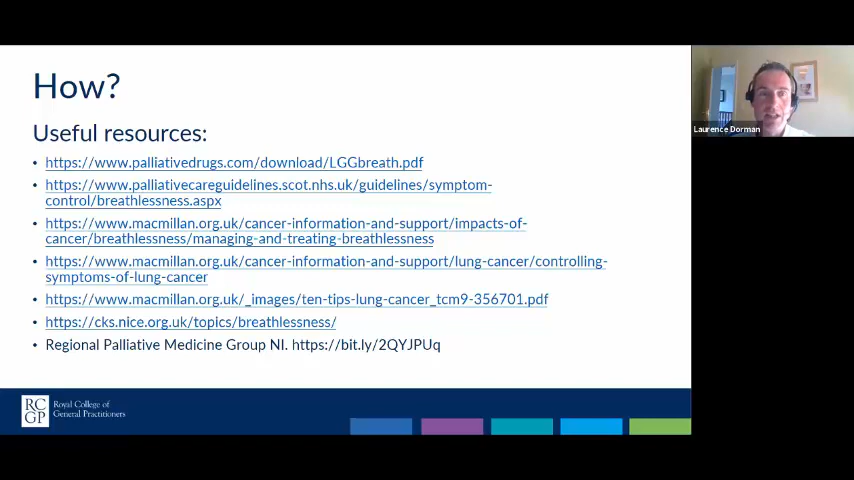 How?
Useful resources:
• https://www.palliativedrugs.com/download/LGGbreath.pdf
• https://www.palliativecareguidelines.scot.nhs.uk/guidelines/symptom-
control/breathlessness.aspx
• https://www.macmillan.org.uk/cancer-information-and-support/impacts-of-
cancer/breathlessness/managing-and-treating-breathlessness
• https://www.macmillan.org.uk/cancer-information-and-support/lung-cancer/controlling-
symptoms-of-lung-cancer
• https://www.macmillan.org.uk/_images/ten-tips-lung-cancer_tcm9-356701.pdf
• https://cks.nice.org.uk/topics/breathlessness/
• Regional Palliative Medicine Group NI. https://bit.ly/2QYJPUq
RC
GP
Royal College of
General Practitioners
Laurence Dorman